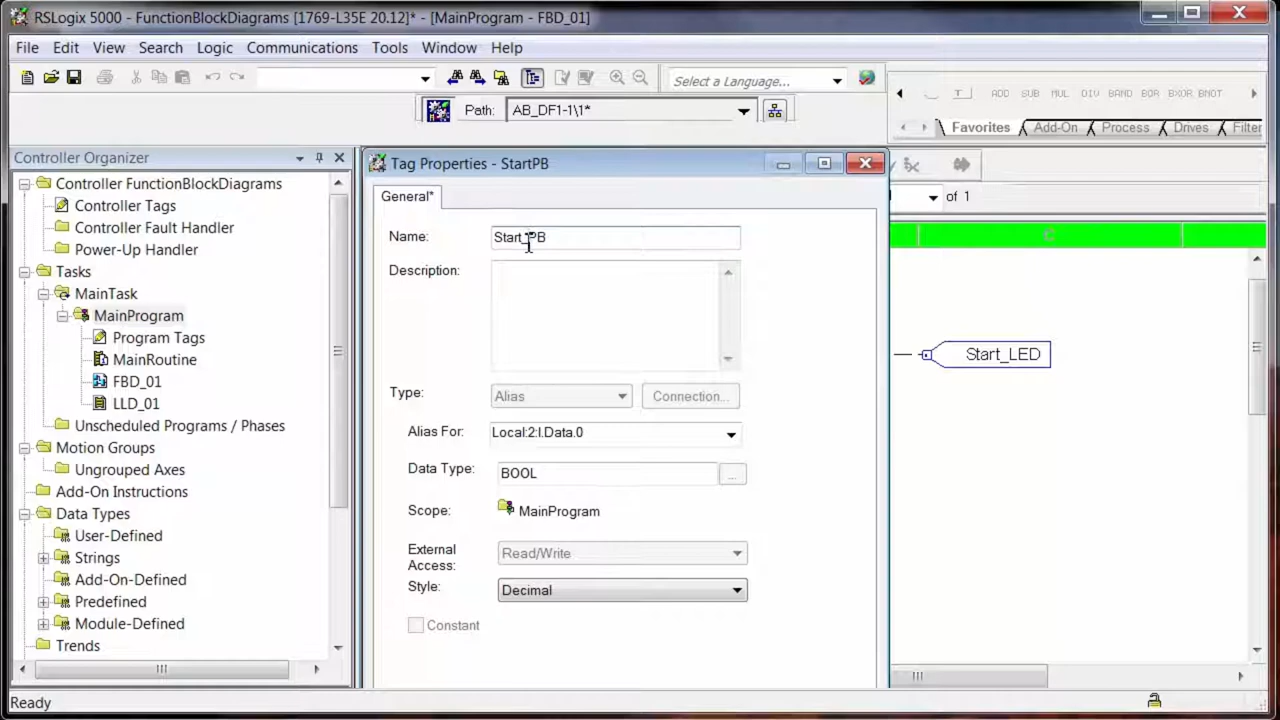 RSLogix 5000 - FunctionBlockDiagrams [1769-L35E 20.12]* - [MainProgram - FBD_01]
File Edit View Search Logic Communications Tools Window Help
Select a Language...
Path: AB_DF1-1\1*
ADD SUB MUL DIV BAND BOR BXOR BNOT
Favorites Add-On Process Drives Filter
Controller Organizer
Controller FunctionBlockDiagrams
Controller Tags
Controller Fault Handler
Power-Up Handler
Tasks
MainTask
MainProgram
Program Tags
MainRoutine
FBD_01
LLD_01
Unscheduled Programs / Phases
Motion Groups
Ungrouped Axes
Add-On Instructions
Data Types
User-Defined
Strings
Add-On-Defined
Predefined
Module-Defined
Trends
Tag Properties - StartPB
General*
Name: Start_PB
Description:
Type: Alias Connection...
Alias For: Local:2:I.Data.0
Data Type: BOOL ...
Scope: MainProgram
External Access: Read/Write
Style: Decimal
Constant
of 1
C
Start_LED
Ready